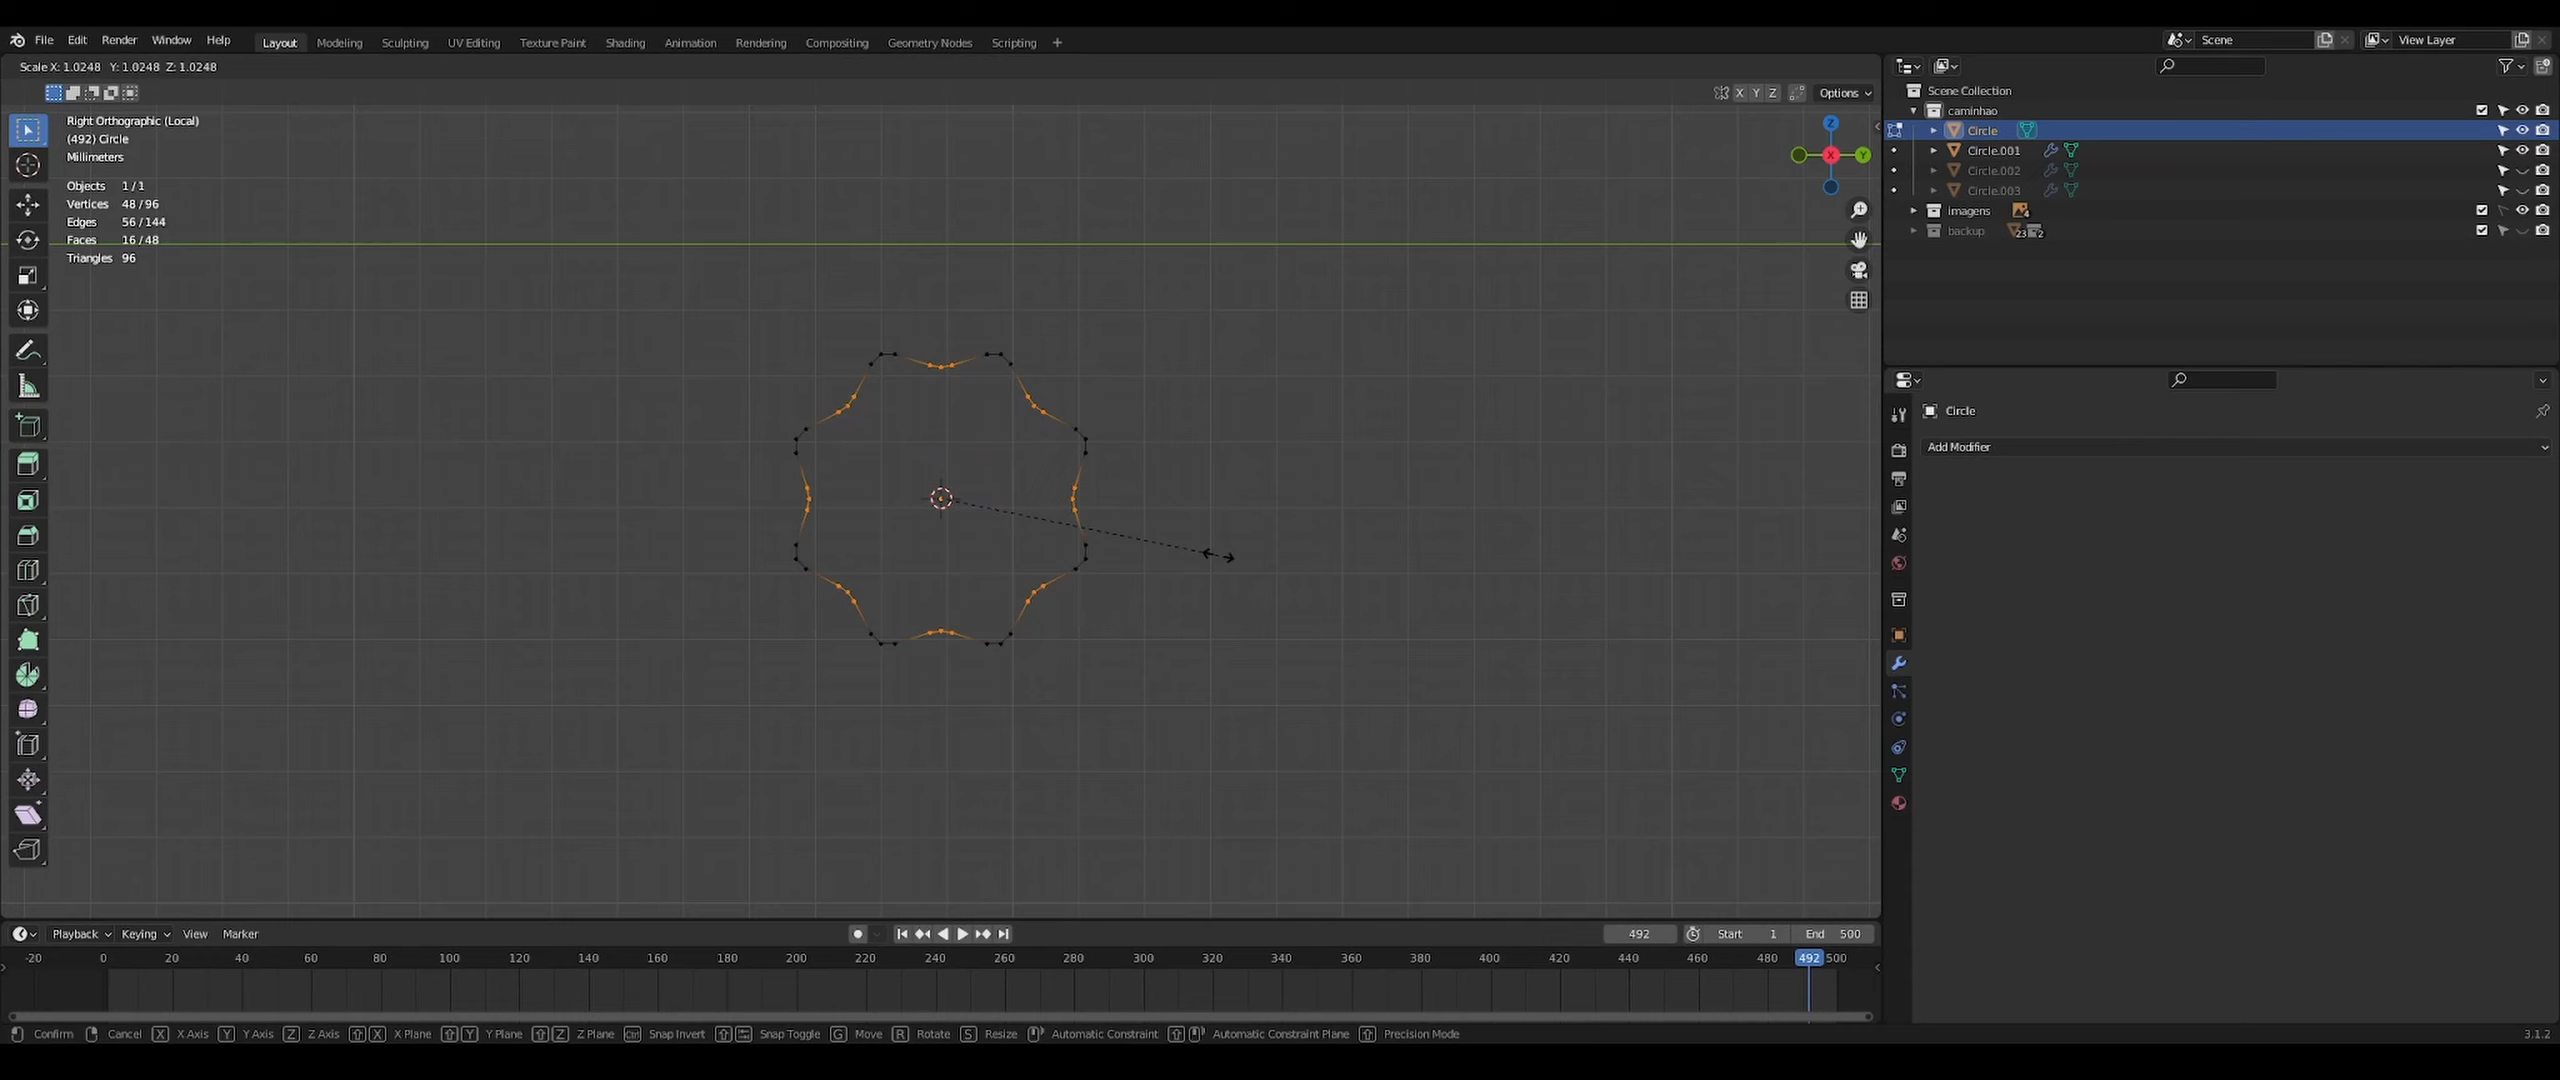 File Edit Render Window Help Layout Modeling Sculpting UV Editing Texture Paint Shading Animation Rendering Compositing Geometry Nodes Scripting + Scene View Layer
Scale X: 1.0248 Y: 1.0248 Z: 1.0248
X Y Z Options
Right Orthographic (Local)
(492) Circle
Millimeters
Objects 1 / 1
Vertices 48 / 96
Edges 56 / 144
Faces 16 / 48
Triangles 96
Z
X
Y
Scene Collection
caminhao
Circle
Circle.001
Circle.002
Circle.003
imagens 4
backup 23 2
Circle
Add Modifier
Playback Keying View Marker 492 Start 1 End 500
-20 0 20 40 60 80 100 120 140 160 180 200 220 240 260 280 300 320 340 360 380 400 420 440 460 480 492 500
Confirm Cancel X X Axis Y Y Axis Z Z Axis X X Plane Y Y Plane Z Z Plane Ctrl Snap Invert Snap Toggle G Move R Rotate S Resize Automatic Constraint Automatic Constraint Plane Precision Mode 3.1.2